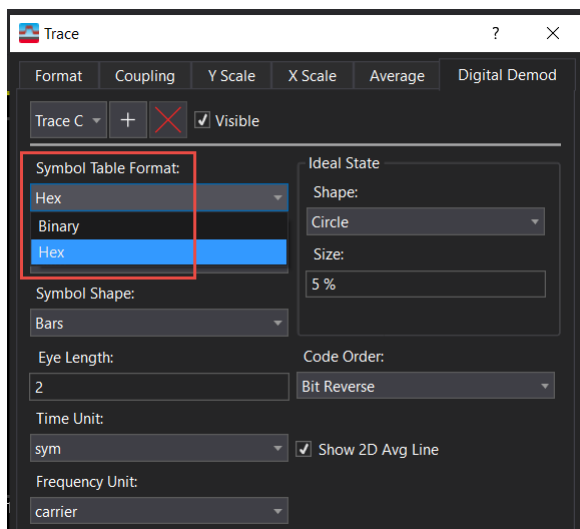 Trace
?
Format Coupling Y Scale X Scale Average Digital Demod
Trace C
Visible
Symbol Table Format:
Hex
Binary
Hex
Ideal State
Shape:
Circle
Size:
5 %
Symbol Shape:
Bars
Eye Length:
2
Code Order:
Bit Reverse
Time Unit:
sym
Show 2D Avg Line
Frequency Unit:
carrier